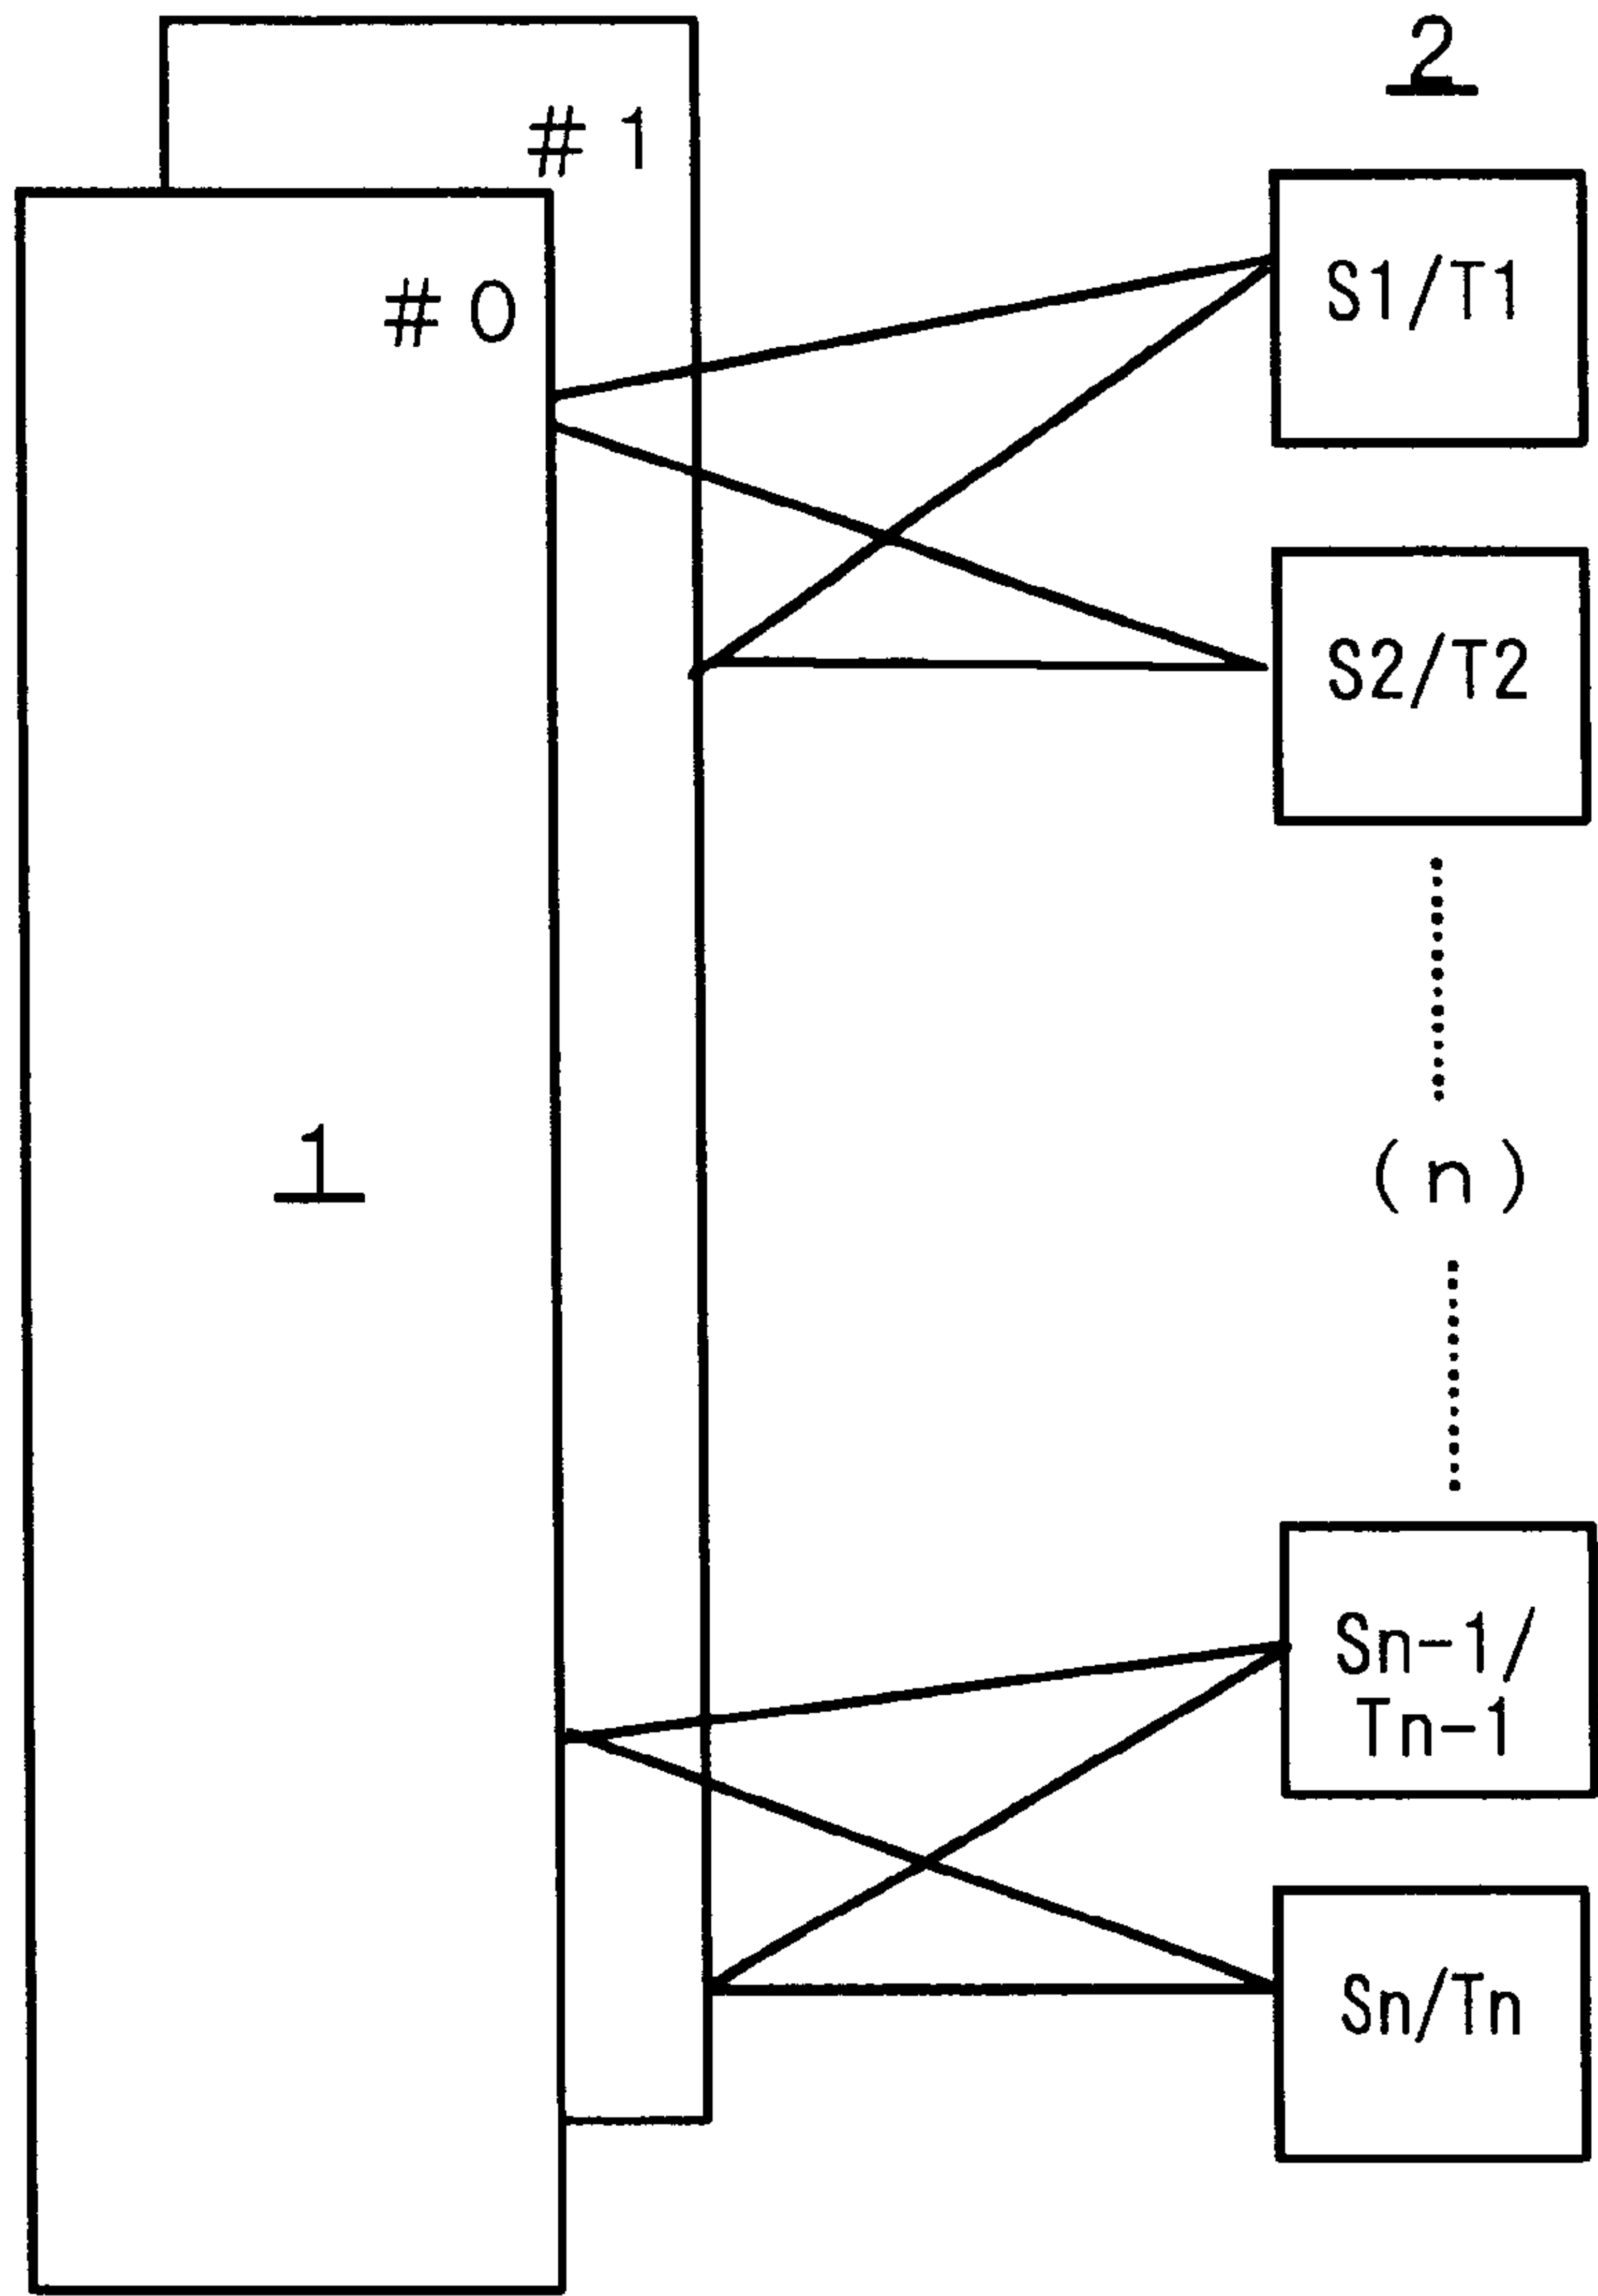 2
#1
#0
S1/T1
S2/T2
1
(n)
Sn-1/
Tn-1
Sn/Tn